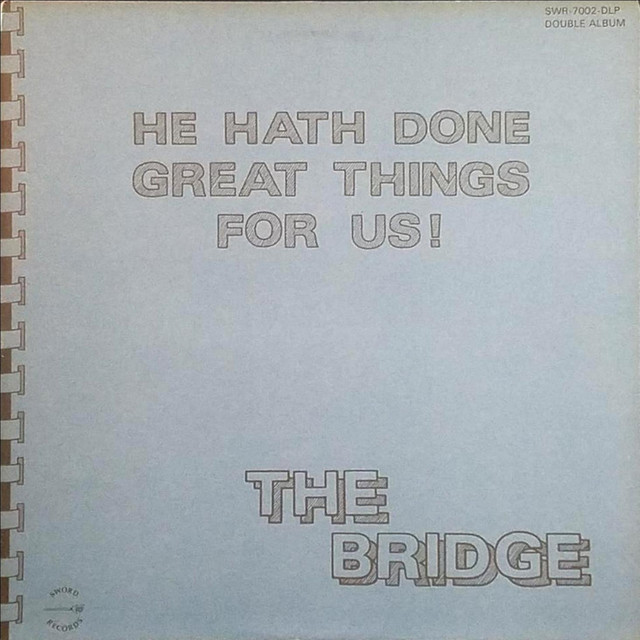 SWR-7002-DLP
DOUBLE ALBUM
HE HATH DONE
GREAT THINGS
FOR US!
THE
BRIDGE
SWORD
RECORDS